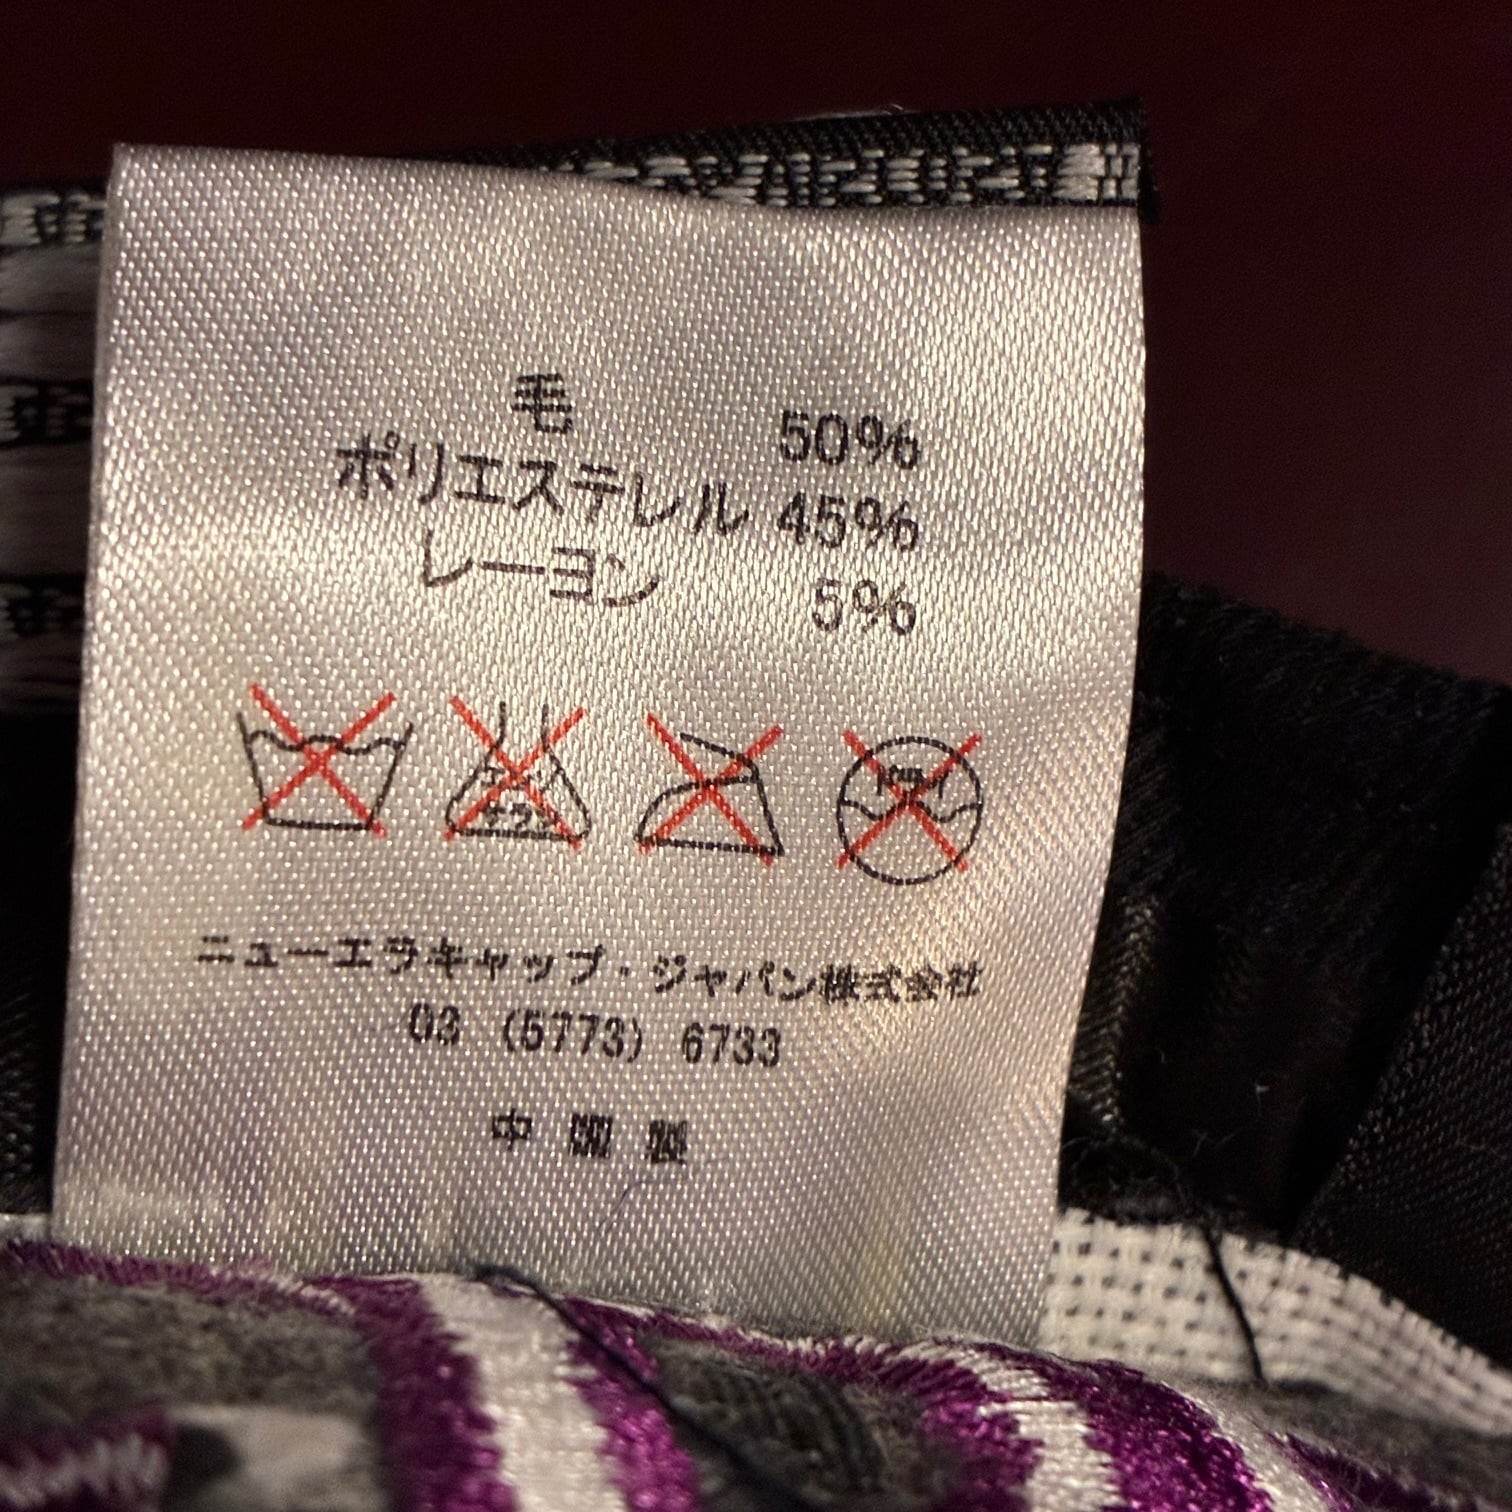 毛 50%
ポリエステレル 45%
レーヨン 5%
ニューエラキャップ・ジャパン株式会社
03 (5773) 6733
中国製